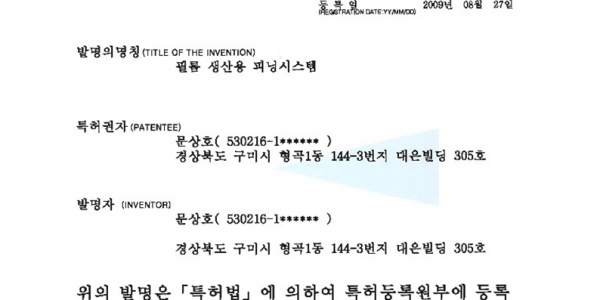 등 록 일 2009년 08월 27일
(REGISTRATION DATE:YY/MM/DD)
발명의명칭 (TITLE OF THE INVENTION)
필름 생산용 피닝시스템
특허권자 (PATENTEE)
문상호( 530216-1****** )
경상북도 구미시 형곡1동 144-3번지 대은빌딩 305호
발명자 (INVENTOR)
문상호( 530216-1****** )
경상북도 구미시 형곡1동 144-3번지 대은빌딩 305호
위의 발명은「특허법」에 의하여 특허등록원부에 등록